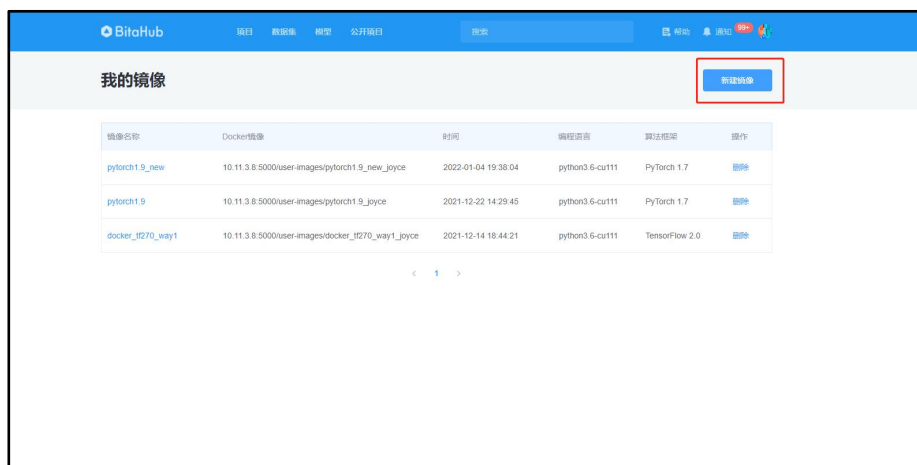 BitaHub 项目 数据集 模型 公开项目 搜索 帮助 通知 99+
我的镜像 新建镜像
镜像名称 Docker镜像 时间 编程语言 算法框架 操作
pytorch1.9_new 10.11.3.8:5000/user-images/pytorch1.9_new_joyce 2022-01-04 19:38:04 python3.6-cu111 PyTorch 1.7 删除
pytorch1.9 10.11.3.8:5000/user-images/pytorch1.9_joyce 2021-12-22 14:29:45 python3.6-cu111 PyTorch 1.7 删除
docker_tf270_way1 10.11.3.8:5000/user-images/docker_tf270_way1_joyce 2021-12-14 18:44:21 python3.6-cu111 TensorFlow 2.0 删除
< 1 >